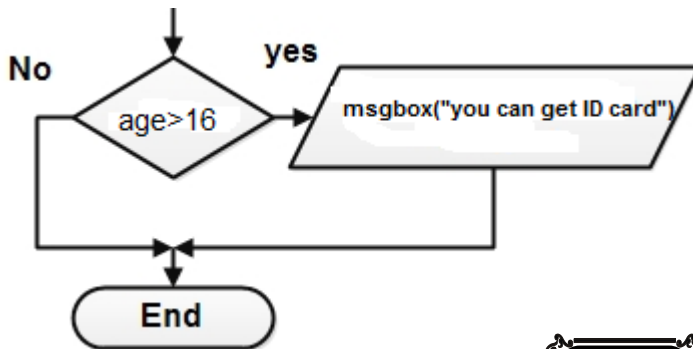 No
yes
age>16
msgbox("you can get ID card")
End